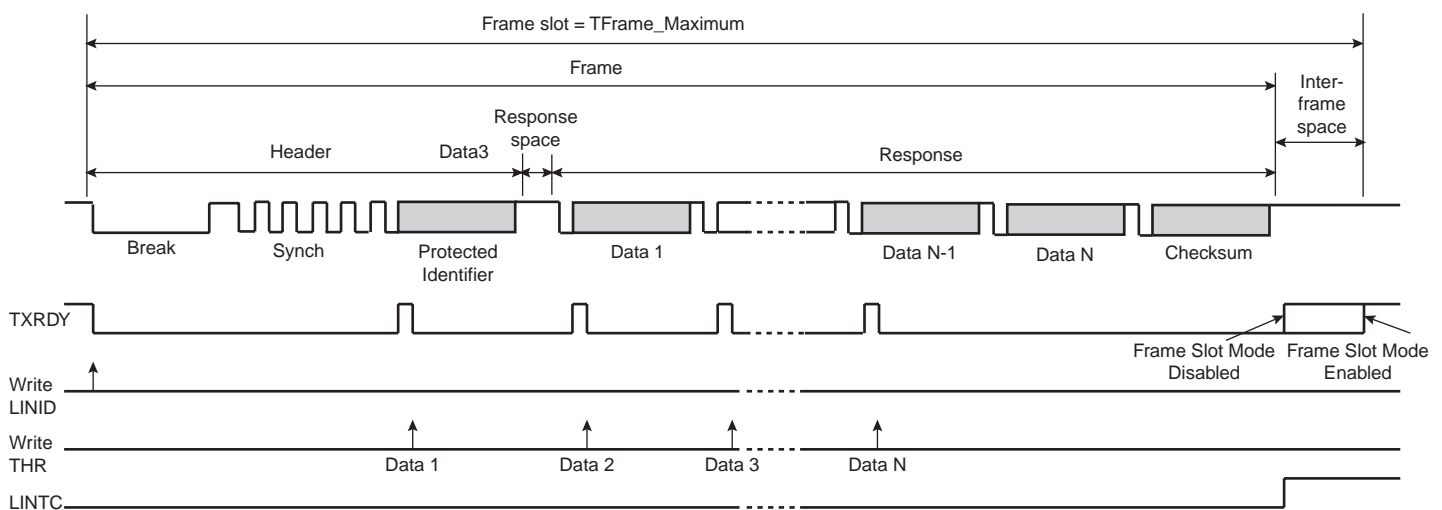 Frame slot = TFrame_Maximum
Frame
Inter-
frame
space
Response
space
Header
Data3
Response
Break
Synch
Protected
Identifier
Data 1
Data N-1
Data N
Checksum
TXRDY
Frame Slot Mode
Disabled
Frame Slot Mode
Enabled
Write
LINID
Write
THR
Data 1
Data 2
Data 3
Data N
LINTC